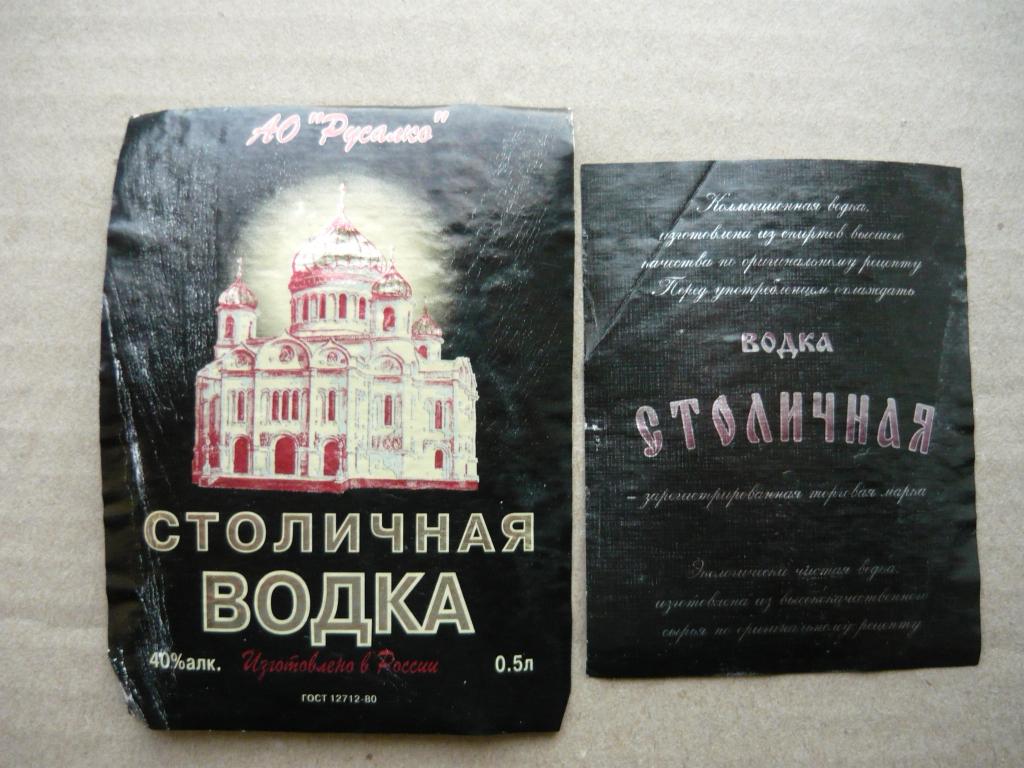 АО "Русалко"
СТОЛИЧНАЯ
ВОДКА
40%алк. Изготовлено в России 0.5л
ГОСТ 12712-80
Коллекционная водка,
изготовлена из спиртов высшего
качества по оригинальному рецепту
Перед употреблением охлаждать
ВОДКА
СТОЛИЧНАЯ
- зарегистрированная торговая марка
Экологически чистая водка,
изготовлена из высококачественного
сырья по оригинальному рецепту